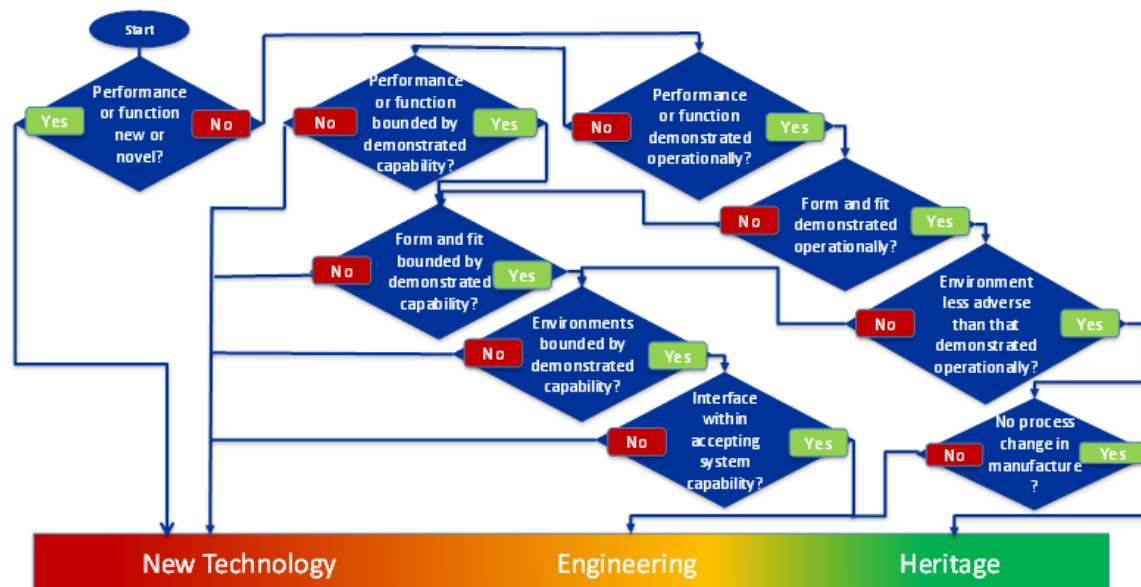 Start
Performance
or function
new or
novel?
Yes
No
Performance
or function
bounded by
demonstrated
capability?
No
Yes
Performance
or function
demonstrated
operationally?
No
Yes
Form and fit
demonstrated
operationally?
No
Yes
Form and fit
bounded by
demonstrated
capability?
No
Yes
Environment
less adverse
than that
demonstrated
operationally?
No
Yes
Environments
bounded by
demonstrated
capability?
No
Yes
Interface
within
accepting
system
capability?
No
Yes
No process
change in
manufacture
?
No
Yes
New Technology
Engineering
Heritage